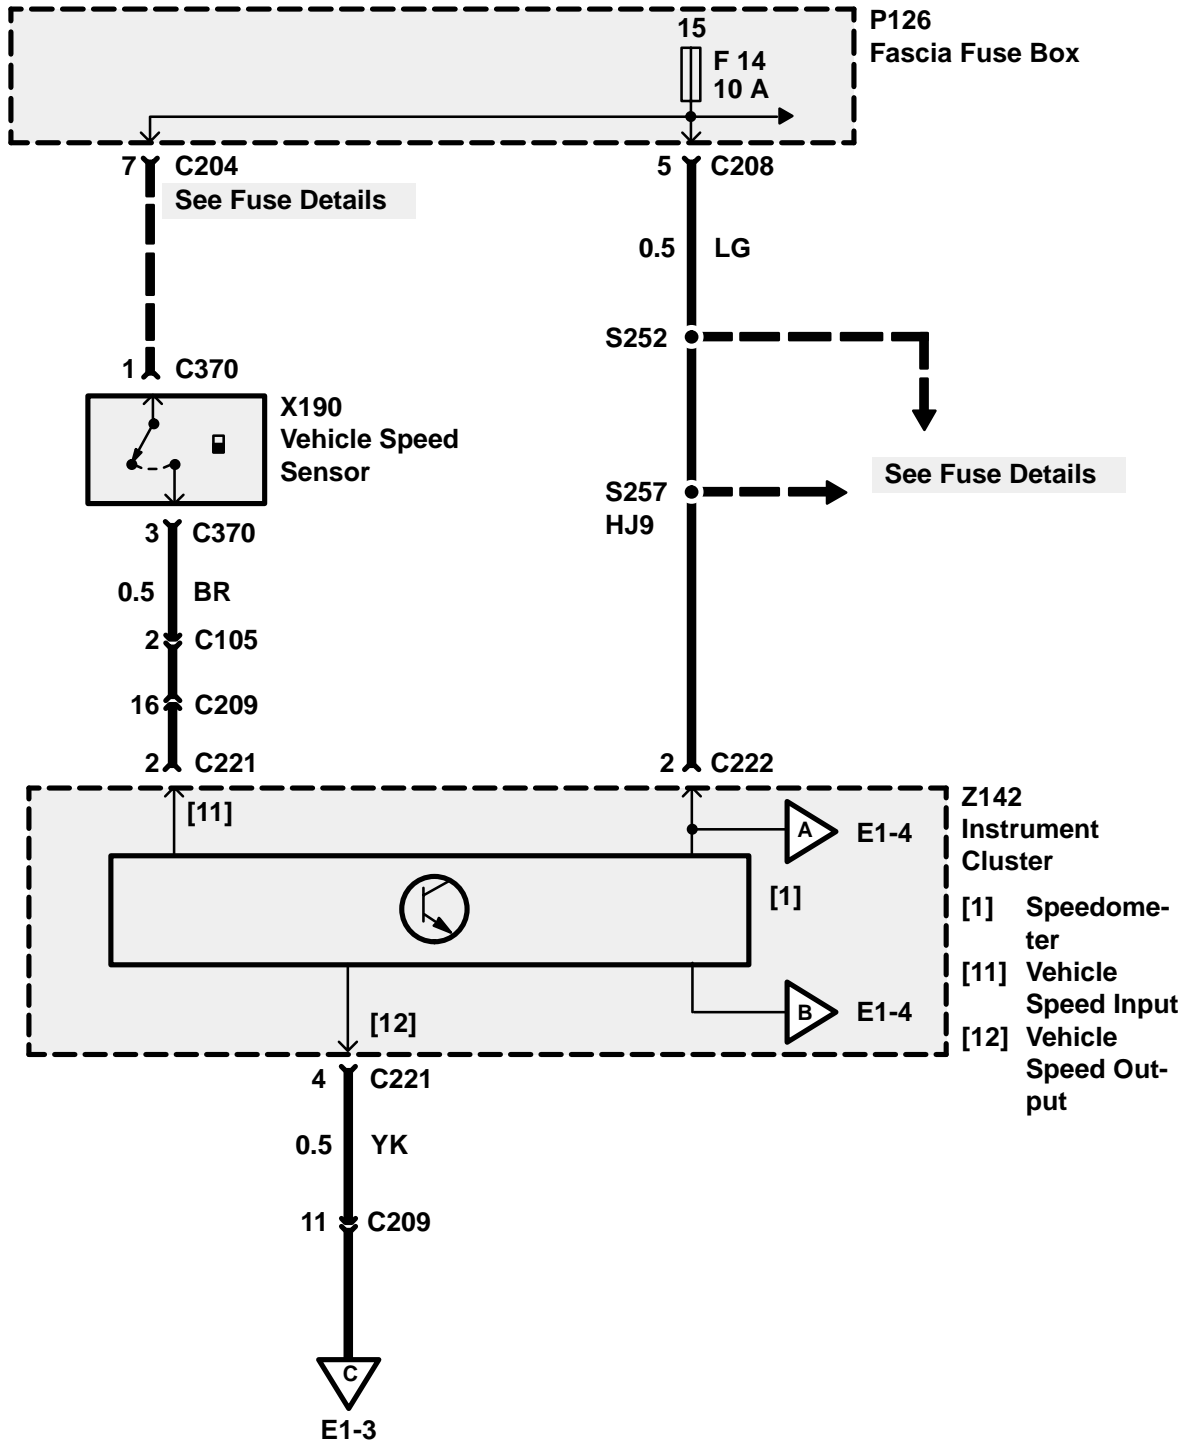 15
P126
Fascia Fuse Box
F 14
10 A
7 C204
5 C208
See Fuse Details
0.5 LG
S252
1 C370
X190
Vehicle Speed
Sensor
See Fuse Details
S257
HJ9
3 C370
0.5 BR
2 C105
16 C209
2 C221
2 C222
Z142
Instrument
Cluster
[11]
A E1-4
[1]
[1] Speedome-
ter
[11] Vehicle
Speed Input
[12] Vehicle
Speed Out-
put
B E1-4
[12]
4 C221
0.5 YK
11 C209
C
E1-3